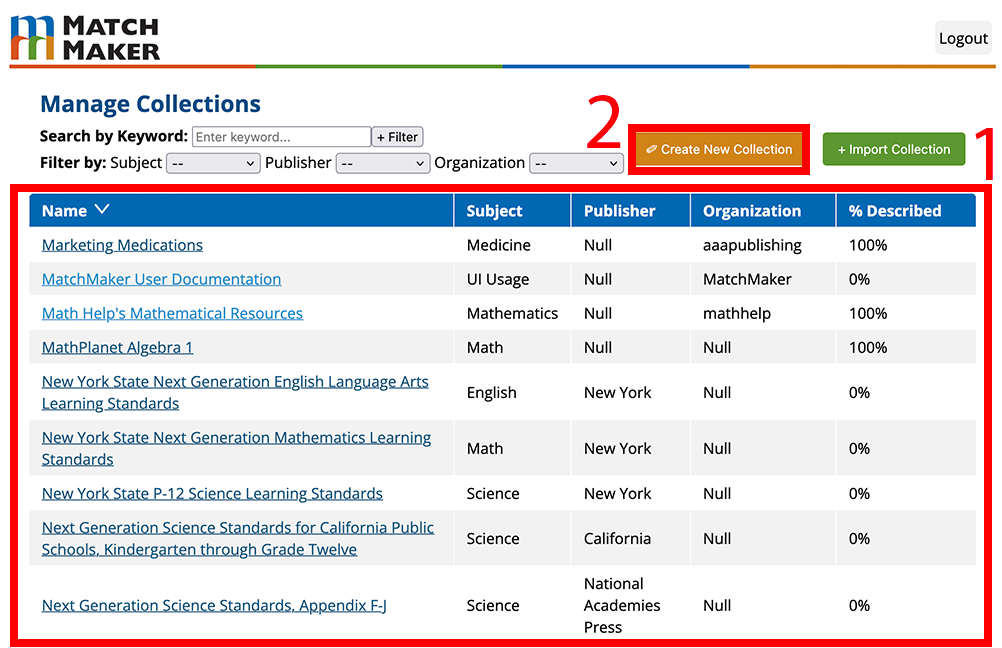 MATCH
MAKER
Logout
Manage Collections
Search by Keyword: Enter keyword... + Filter
Filter by: Subject -- Publisher -- Organization --
2
Create New Collection
+ Import Collection
1
Name Subject Publisher Organization % Described
Marketing Medications Medicine Null aaapublishing 100%
MatchMaker User Documentation UI Usage Null MatchMaker 0%
Math Help's Mathematical Resources Mathematics Null mathhelp 100%
MathPlanet Algebra 1 Math Null Null 100%
New York State Next Generation English Language Arts
Learning Standards
English New York Null 0%
New York State Next Generation Mathematics Learning
Standards
Math New York Null 0%
New York State P-12 Science Learning Standards Science New York Null 0%
Next Generation Science Standards for California Public
Schools, Kindergarten through Grade Twelve
Science California Null 0%
Next Generation Science Standards, Appendix F-J Science
National
Academies
Press
Null 0%